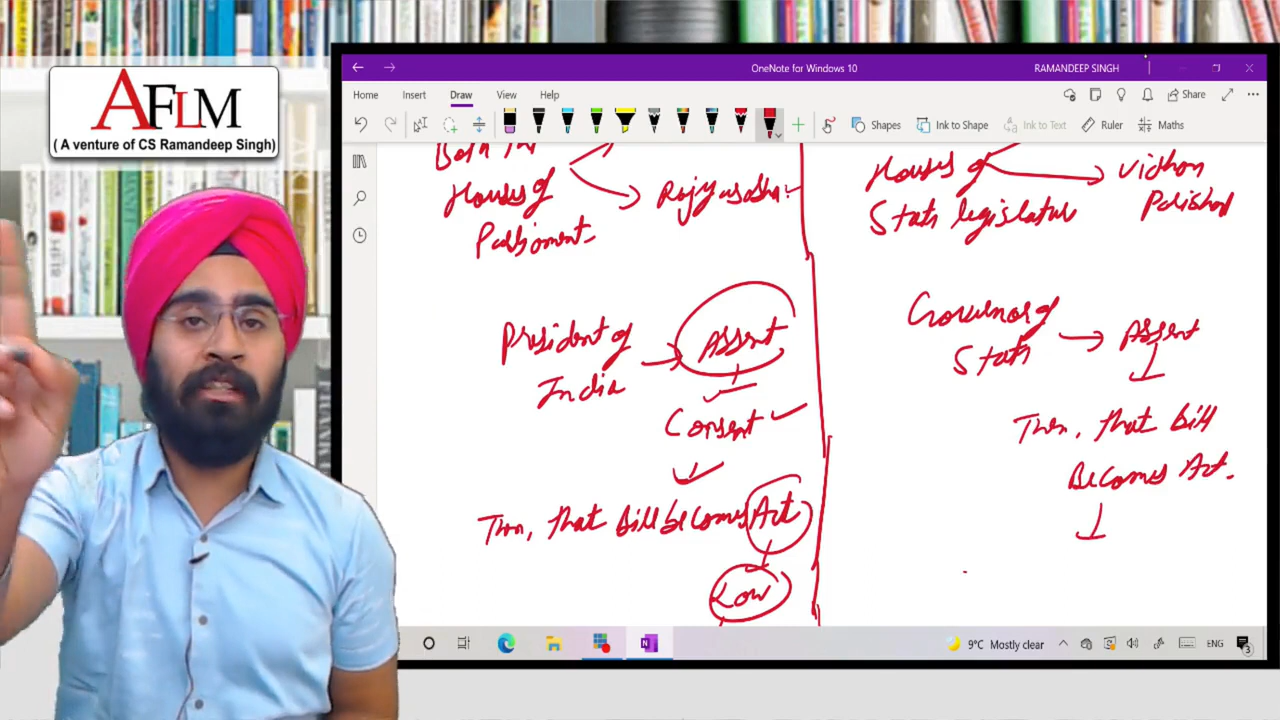 AFLM
( A venture of CS Ramandeep Singh)
OneNote for Windows 10
RAMANDEEP SINGH
Home Insert Draw View Help
Share
Shapes Ink to Shape Ink to Text Ruler Maths
Both the
Houses of
Parliament
Rajyasabha
Houses of
State legislature
Vidhan
Parishad
President of
India
Assent
Consent
Then, that Bill becomes Act
Law
Governor of
State
Assent
Then, that bill
Becomes Act.
9°C Mostly clear
ENG
3